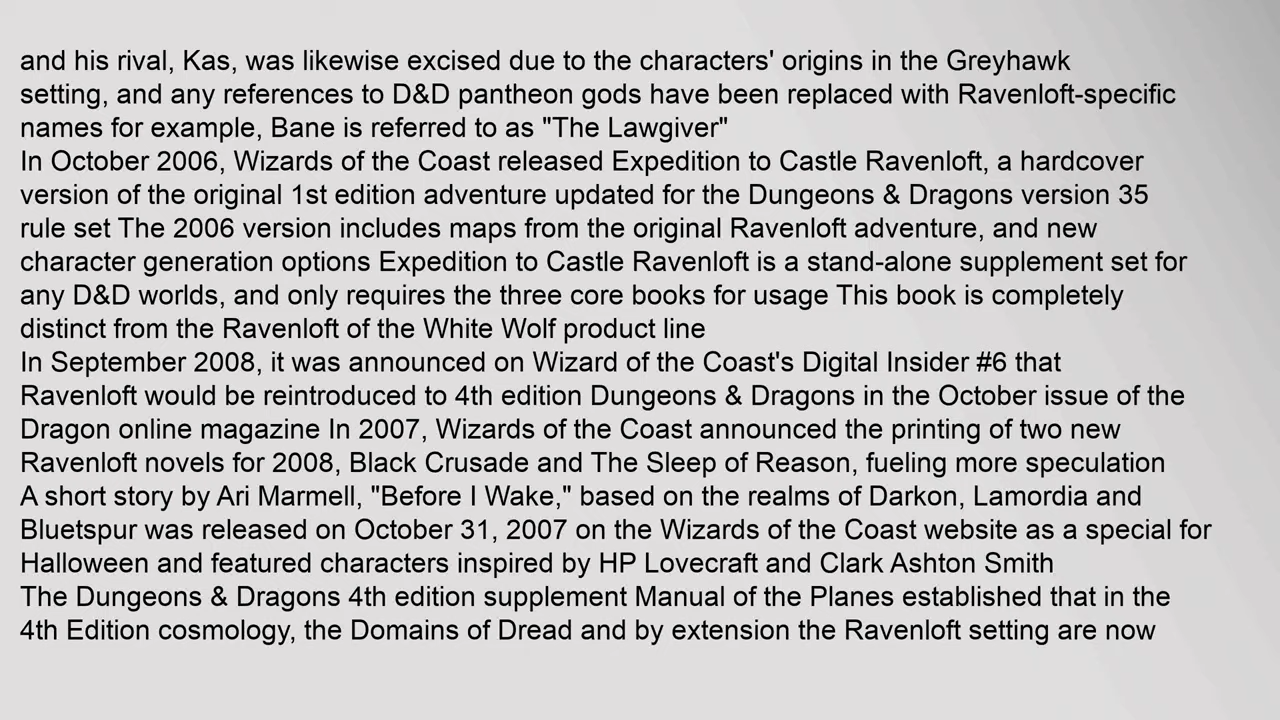 and his rival, Kas, was likewise excised due to the characters' origins in the Greyhawk
setting, and any references to D&D pantheon gods have been replaced with Ravenloft-specific
names for example, Bane is referred to as "The Lawgiver"
In October 2006, Wizards of the Coast released Expedition to Castle Ravenloft, a hardcover
version of the original 1st edition adventure updated for the Dungeons & Dragons version 35
rule set The 2006 version includes maps from the original Ravenloft adventure, and new
character generation options Expedition to Castle Ravenloft is a stand-alone supplement set for
any D&D worlds, and only requires the three core books for usage This book is completely
distinct from the Ravenloft of the White Wolf product line
In September 2008, it was announced on Wizard of the Coast's Digital Insider #6 that
Ravenloft would be reintroduced to 4th edition Dungeons & Dragons in the October issue of the
Dragon online magazine In 2007, Wizards of the Coast announced the printing of two new
Ravenloft novels for 2008, Black Crusade and The Sleep of Reason, fueling more speculation
A short story by Ari Marmell, "Before I Wake," based on the realms of Darkon, Lamordia and
Bluetspur was released on October 31, 2007 on the Wizards of the Coast website as a special for
Halloween and featured characters inspired by HP Lovecraft and Clark Ashton Smith
The Dungeons & Dragons 4th edition supplement Manual of the Planes established that in the
4th Edition cosmology, the Domains of Dread and by extension the Ravenloft setting are now